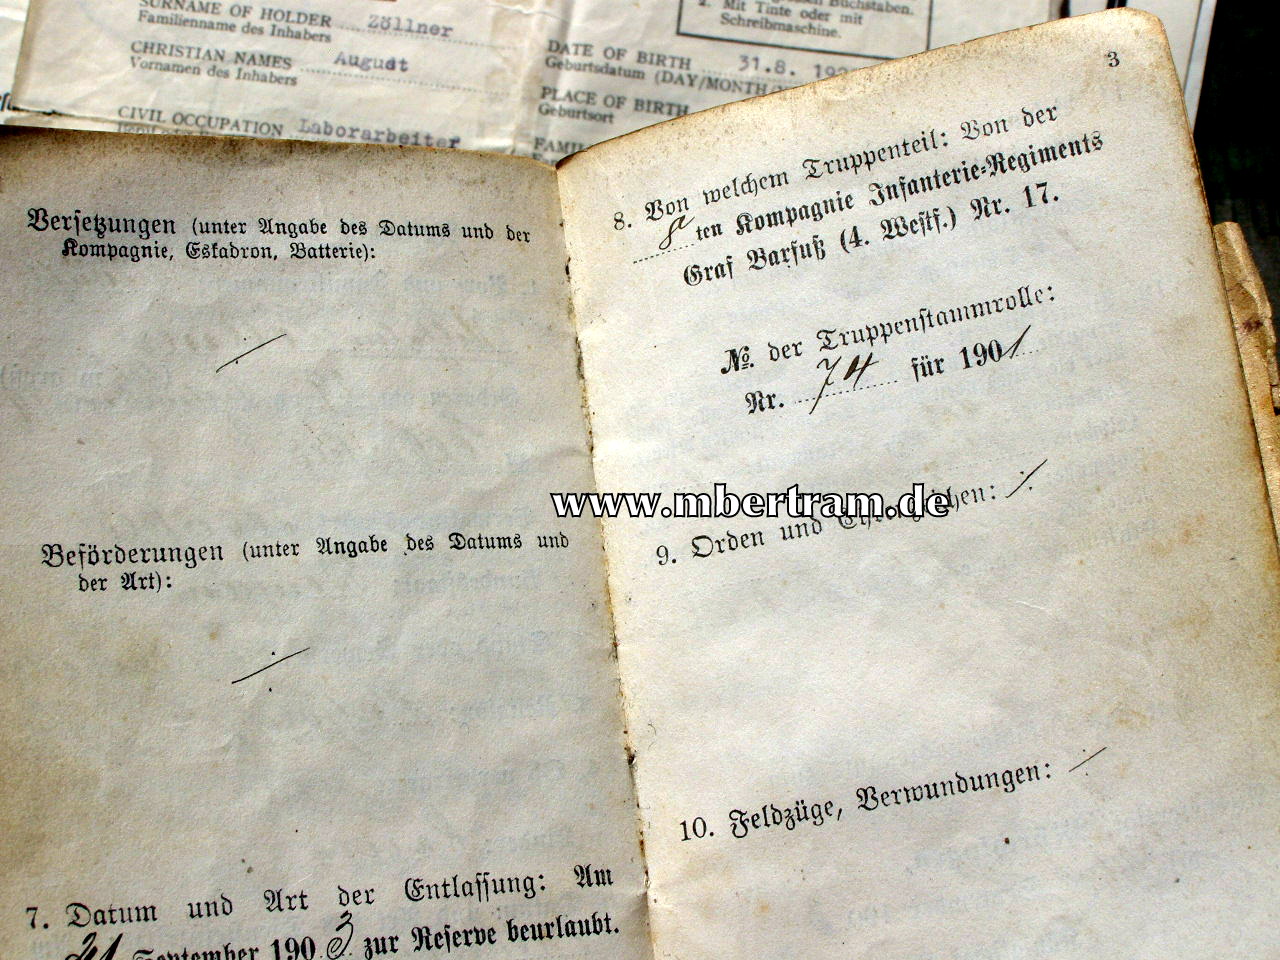 SURNAME OF HOLDER Zöllner
Familienname des Inhabers
CHRISTIAN NAMES August
Vornamen des Inhabers
CIVIL OCCUPATION Laborarbeiter
Buchstaben.
2. Mit Tinte oder mit
Schreibmaschine.
DATE OF BIRTH 31.8.
Geburtsdatum (DAY/MONTH
PLACE OF BIRTH
Geburtsort
Versetzungen (unter Angabe des Datums und der
Kompagnie, Eskadron, Batterie):
Beförderungen (unter Angabe des Datums und
der Art):
7. Datum und Art der Entlassung: Am
September 1903 zur Reserve beurlaubt.
3
8. Von welchem Truppenteil: Von der
ten Kompagnie Infanterie-Regiments
Graf Barfuß (4. Westf.) Nr. 17.
No. der Truppenstammrolle:
Nr. 74 für 1901
www.mbertram.de
9. Orden und Ehrenzeichen:
10. Feldzüge, Verwundungen: